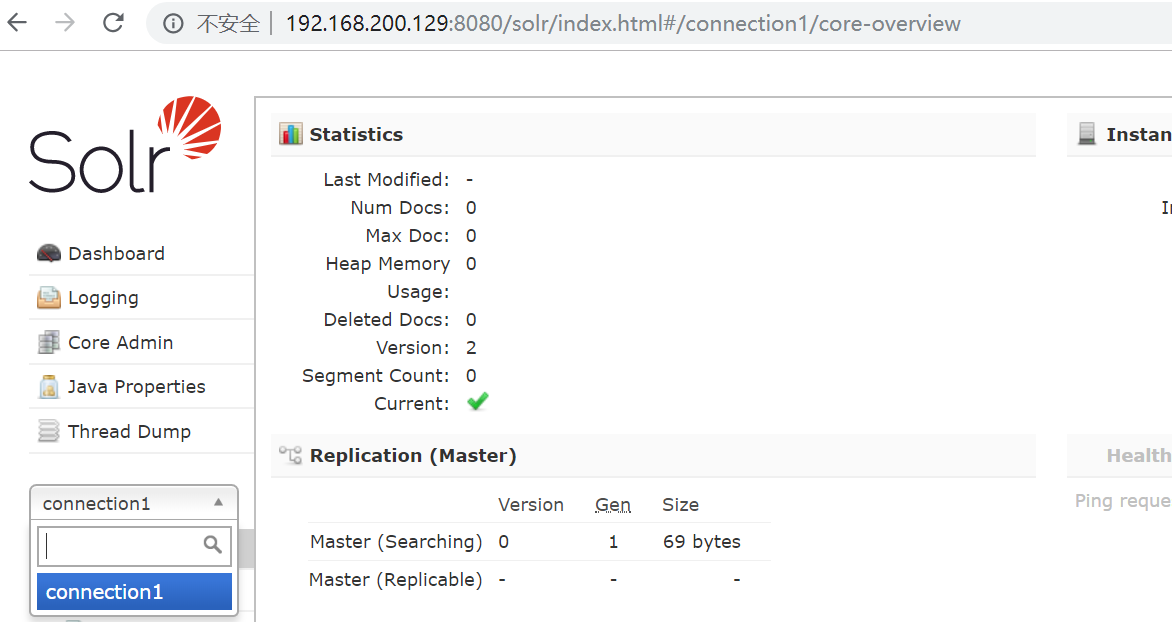 不安全 | 192.168.200.129:8080/solr/index.html#/connection1/core-overview
Solr
Dashboard
Logging
Core Admin
Java Properties
Thread Dump
connection1
connection1
Statistics
Last Modified: -
Num Docs: 0
Max Doc: 0
Heap Memory 0
Usage:
Deleted Docs: 0
Version: 2
Segment Count: 0
Current:
Replication (Master)
Version Gen Size
Master (Searching) 0 1 69 bytes
Master (Replicable) - - -
Instan
In
Health
Ping reque